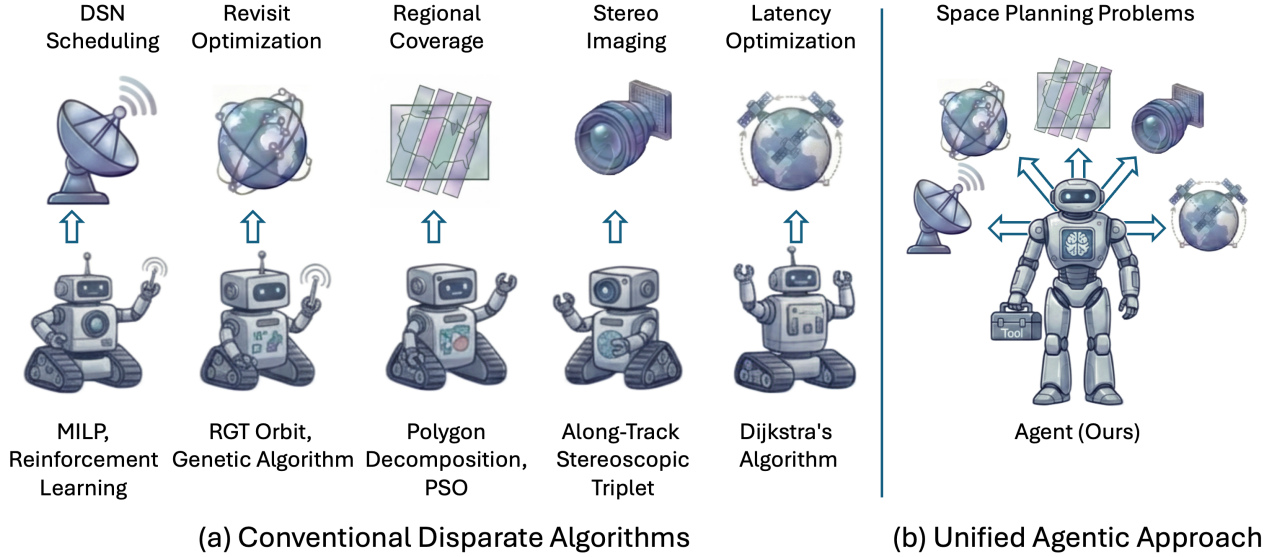 DSN
Scheduling
Revisit
Optimization
Regional
Coverage
Stereo
Imaging
Latency
Optimization
MILP,
Reinforcement
Learning
RGT Orbit,
Genetic Algorithm
Polygon
Decomposition,
PSO
Along-Track
Stereoscopic
Triplet
Dijkstra's
Algorithm
(a) Conventional Disparate Algorithms
Space Planning Problems
Tool
Agent (Ours)
(b) Unified Agentic Approach